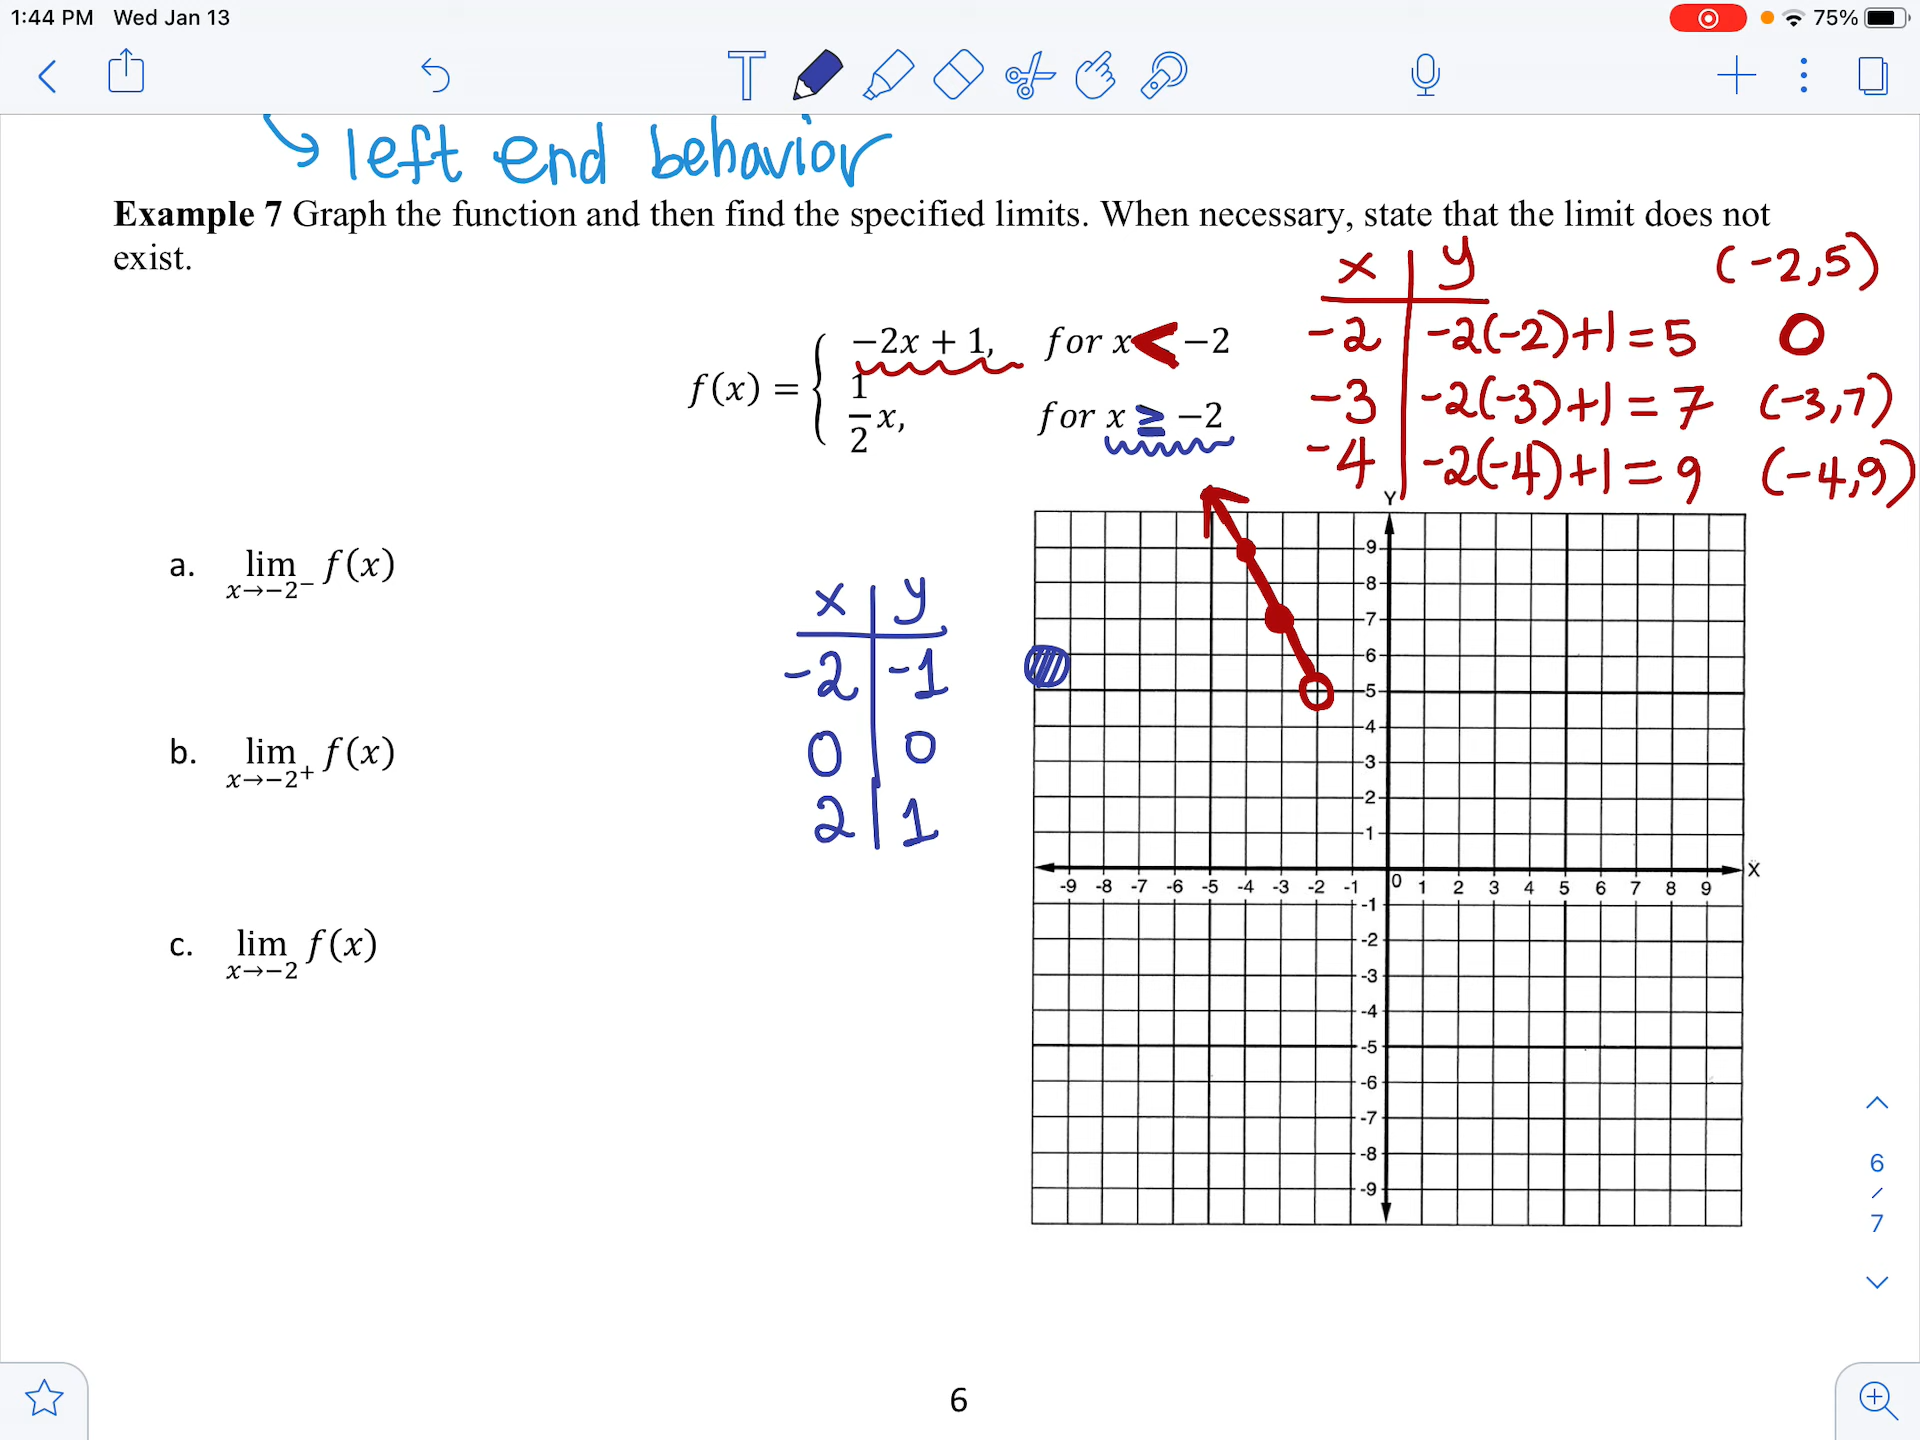 1:44 PM Wed Jan 13
75%
T
left end behavior
Example 7 Graph the function and then find the specified limits. When necessary, state that the limit does not
exist.
x | y (-2,5)
-2 | -2(-2)+1=5 O
-3 | -2(-3)+1=7 (-3,7)
-4 | -2(-4)+1=9 (-4,9)
f(x) = { −2x + 1, for x < −2
1/2 x, for x ≥ −2
a. lim x→−2⁻ f(x)
b. lim x→−2⁺ f(x)
c. lim x→−2 f(x)
x | y
-2 | -1
0 | 0
2 | 1
Y
9
8
7
6
5
4
3
2
1
X
-9 -8 -7 -6 -5 -4 -3 -2 -1 0 1 2 3 4 5 6 7 8 9
-1
-2
-3
-4
-5
-6
-7
-8
-9
6
/
7
6